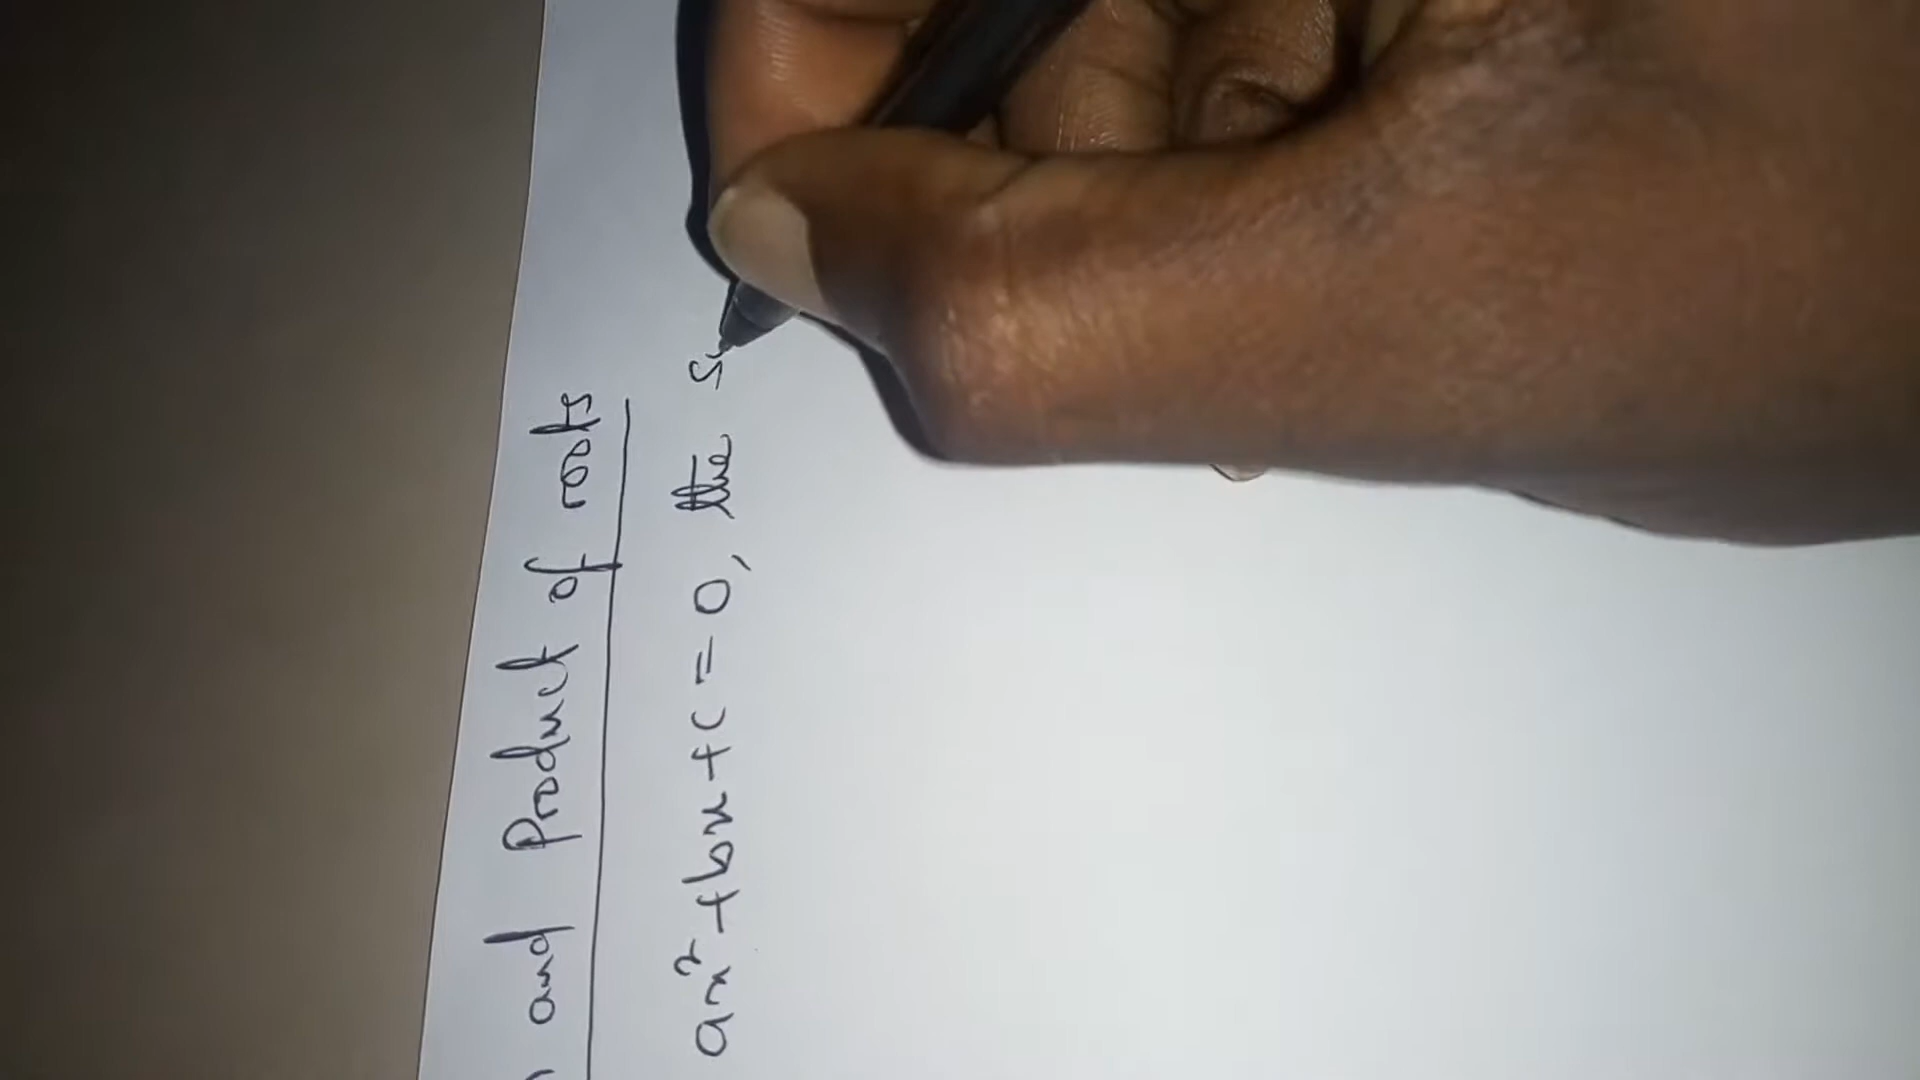 and Product of roots
ax² + bx + c = 0, the